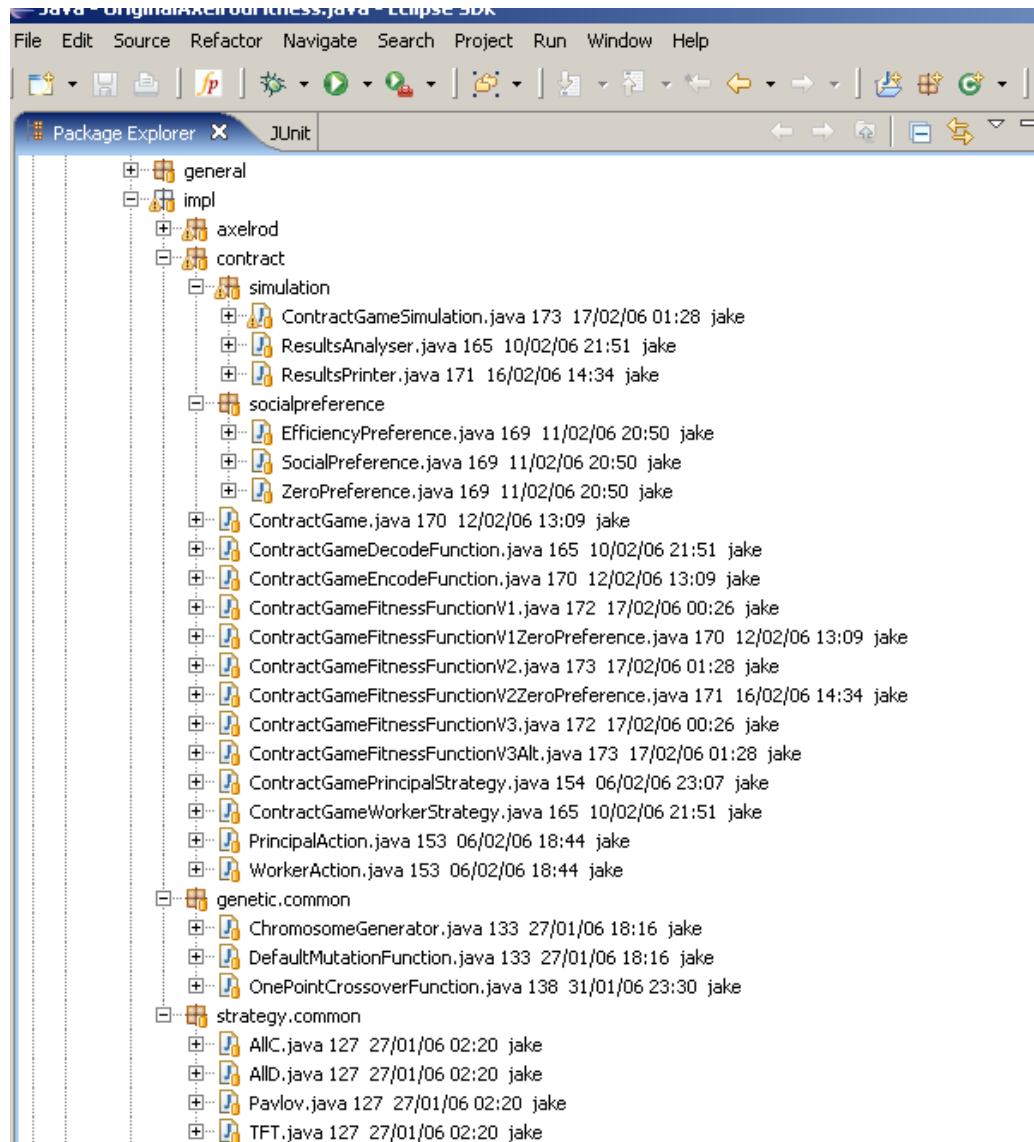 Java - OriginalAxelrodFitness.java - Eclipse SDK
File Edit Source Refactor Navigate Search Project Run Window Help
Package Explorer JUnit
general
impl
axelrod
contract
simulation
ContractGameSimulation.java 173 17/02/06 01:28 jake
ResultsAnalyser.java 165 10/02/06 21:51 jake
ResultsPrinter.java 171 16/02/06 14:34 jake
socialpreference
EfficiencyPreference.java 169 11/02/06 20:50 jake
SocialPreference.java 169 11/02/06 20:50 jake
ZeroPreference.java 169 11/02/06 20:50 jake
ContractGame.java 170 12/02/06 13:09 jake
ContractGameDecodeFunction.java 165 10/02/06 21:51 jake
ContractGameEncodeFunction.java 170 12/02/06 13:09 jake
ContractGameFitnessFunctionV1.java 172 17/02/06 00:26 jake
ContractGameFitnessFunctionV1ZeroPreference.java 170 12/02/06 13:09 jake
ContractGameFitnessFunctionV2.java 173 17/02/06 01:28 jake
ContractGameFitnessFunctionV2ZeroPreference.java 171 16/02/06 14:34 jake
ContractGameFitnessFunctionV3.java 172 17/02/06 00:26 jake
ContractGameFitnessFunctionV3Alt.java 173 17/02/06 01:28 jake
ContractGamePrincipalStrategy.java 154 06/02/06 23:07 jake
ContractGameWorkerStrategy.java 165 10/02/06 21:51 jake
PrincipalAction.java 153 06/02/06 18:44 jake
WorkerAction.java 153 06/02/06 18:44 jake
genetic.common
ChromosomeGenerator.java 133 27/01/06 18:16 jake
DefaultMutationFunction.java 133 27/01/06 18:16 jake
OnePointCrossoverFunction.java 138 31/01/06 23:30 jake
strategy.common
AllC.java 127 27/01/06 02:20 jake
AllD.java 127 27/01/06 02:20 jake
Pavlov.java 127 27/01/06 02:20 jake
TFT.java 127 27/01/06 02:20 jake